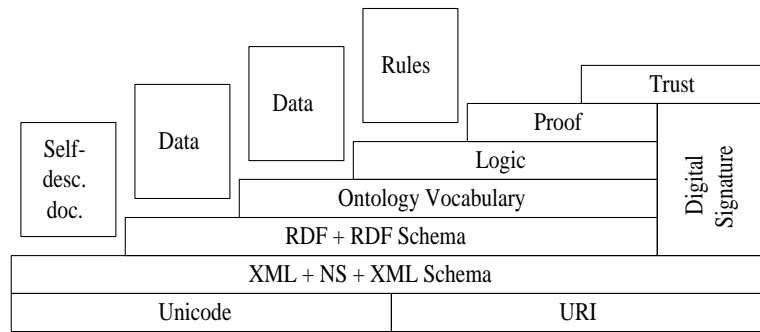 Rules
Data
Trust
Data
Proof
Self-
desc.
doc.
Logic
Digital
Signature
Ontology Vocabulary
RDF + RDF Schema
XML + NS + XML Schema
Unicode
URI